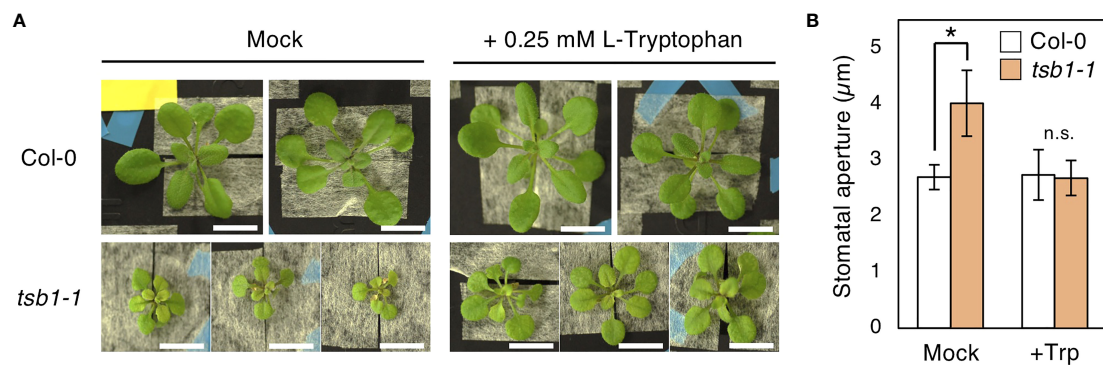 A
Mock
+ 0.25 mM L-Tryptophan
Col-0
tsb1-1
B
Stomatal aperture (µm)
5
4
3
2
1
0
*
n.s.
Col-0
tsb1-1
Mock
+Trp